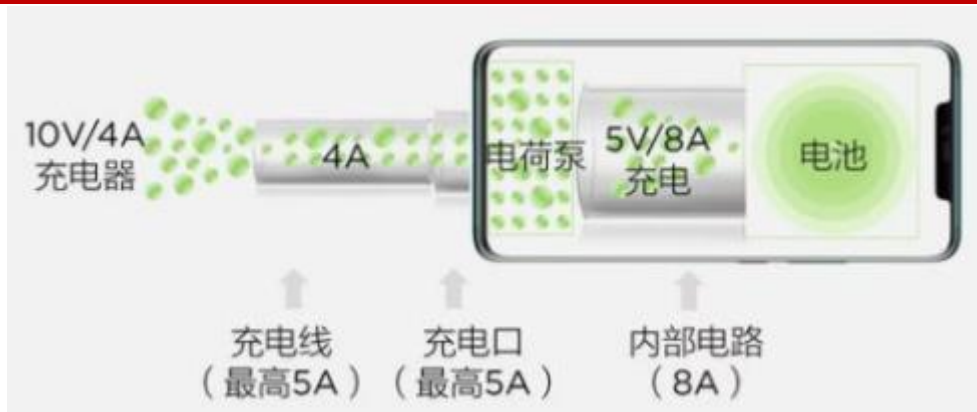 10V/4A
充电器
4A
电荷泵
5V/8A
充电
电池
充电线
（最高5A）
充电口
（最高5A）
内部电路
（8A）